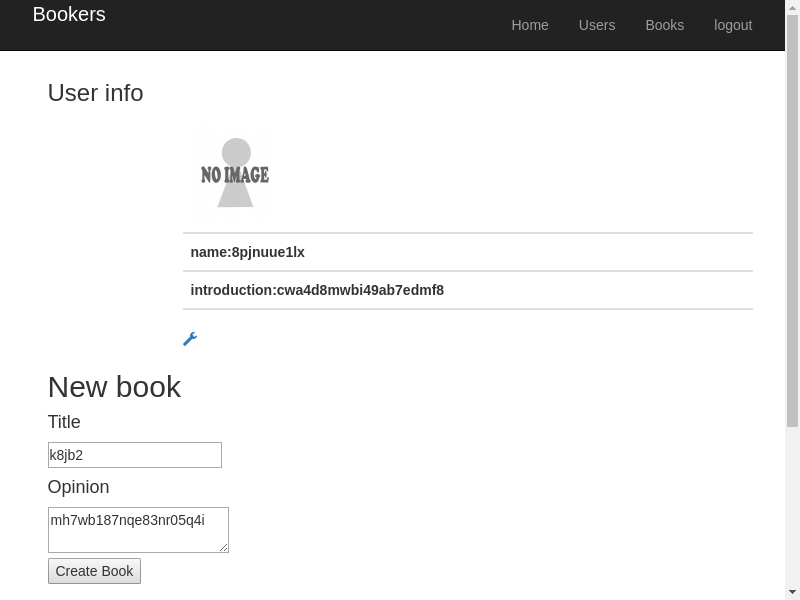 Bookers
Home Users Books logout
User info
NO IMAGE
name:8pjnuue1lx
introduction:cwa4d8mwbi49ab7edmf8
New book
Title
k8jb2
Opinion
mh7wb187nqe83nr05q4i
Create Book